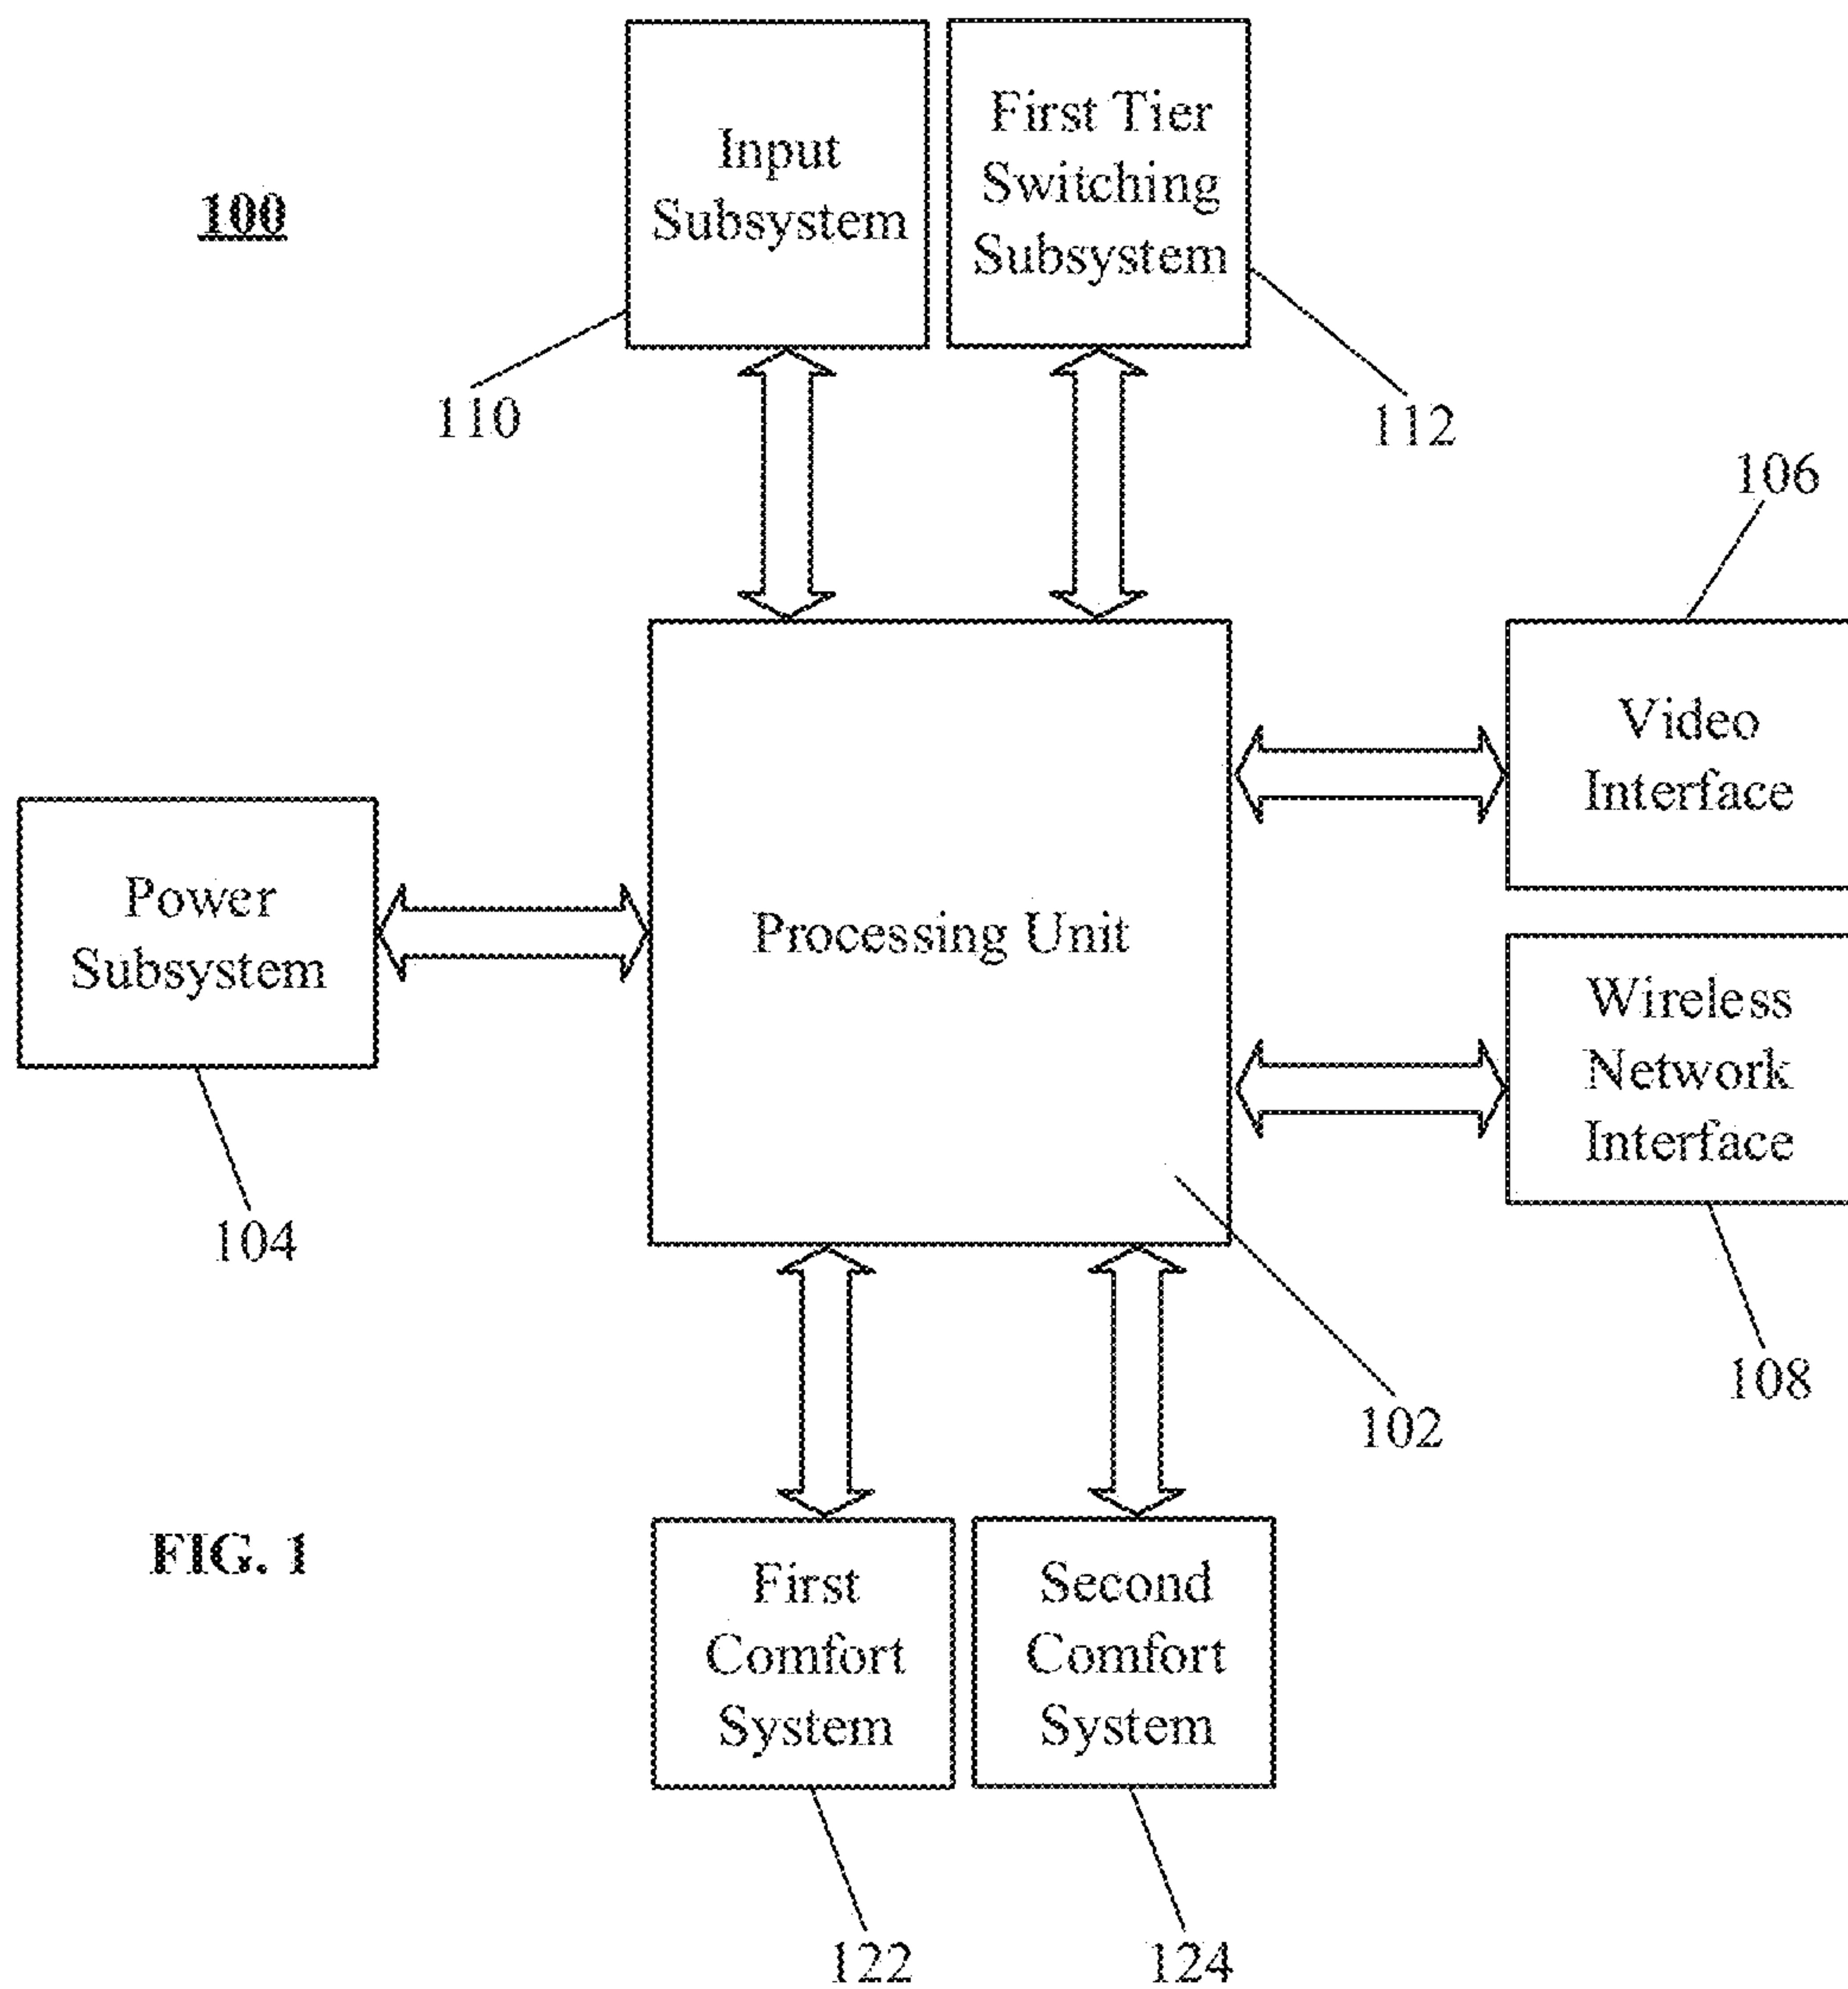 100
Input
Subsystem
First Tier
Switching
Subsystem
110
112
106
Video
Interface
Power
Subsystem
Processing Unit
Wireless
Network
Interface
104
108
102
FIG. 1
First
Comfort
System
Second
Comfort
System
122
124